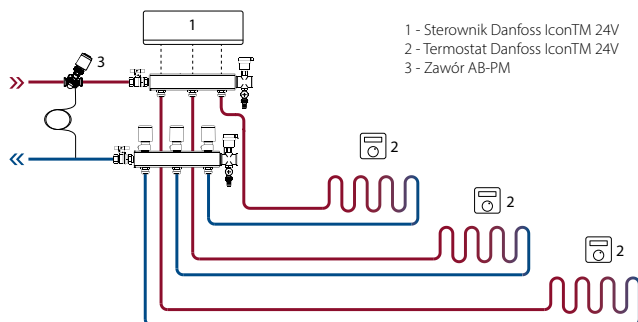 1
1 - Sterownik Danfoss IconTM 24V
2 - Termostat Danfoss IconTM 24V
3 - Zawór AB-PM
3
2
2
2